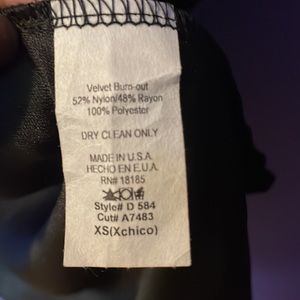 Velvet Burn-out
52% Nylon/48% Rayon
100% Polyester
DRY CLEAN ONLY
MADE IN U.S.A.
HECHO EN E.U.A.
RN# 18185
Style# D 584
Cut# A7483
XS(Xchico)